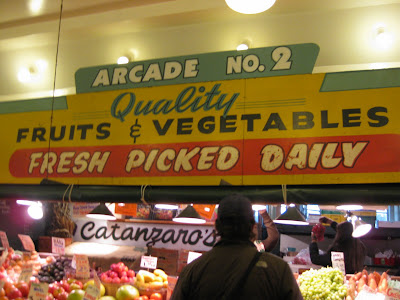 ARCADE NO. 2
Quality
FRUITS & VEGETABLES
FRESH PICKED DAILY
Catanzaro's